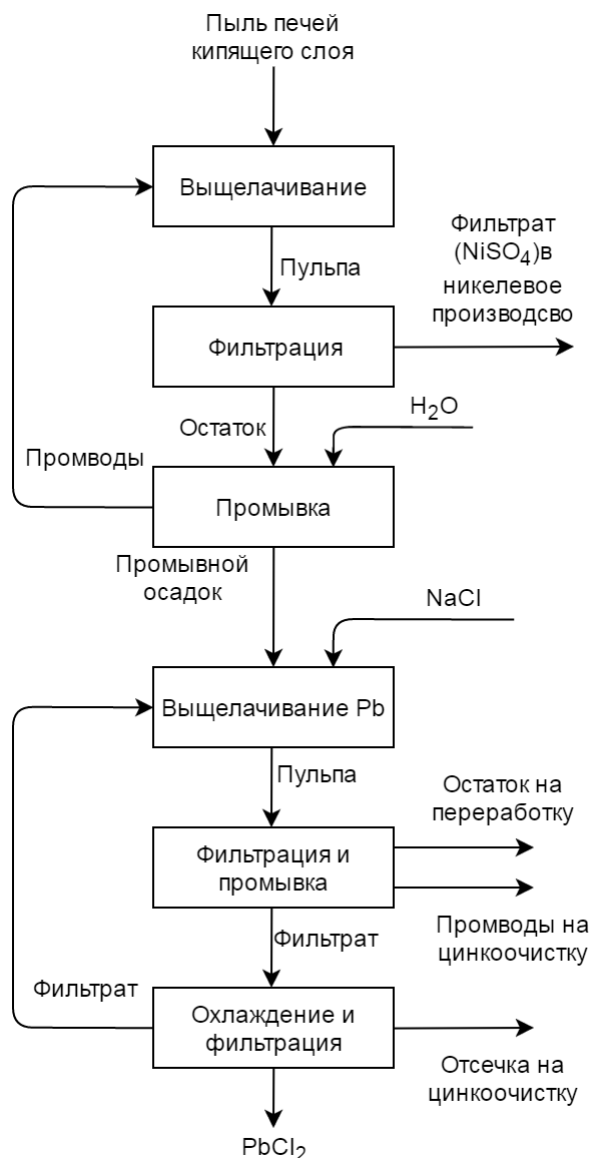 Пыль печей
кипящего слоя
Выщелачивание
Пульпа
Фильтрат
(NiSO₄)в
никелевое
производсво
Фильтрация
H₂O
Остаток
Промводы
Промывка
Промывной
осадок
NaCl
Выщелачивание Pb
Пульпа
Остаток на
переработку
Фильтрация и
промывка
Промводы на
цинкоочистку
Фильтрат
Фильтрат
Охлаждение и
фильтрация
Отсечка на
цинкоочистку
PbCl₂